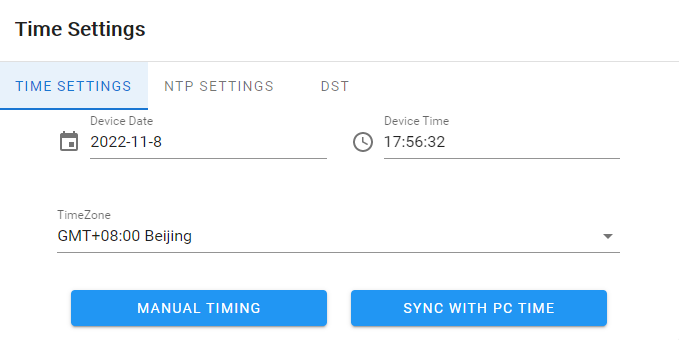 Time Settings
TIME SETTINGS NTP SETTINGS DST
Device Date Device Time
2022-11-8 17:56:32
TimeZone
GMT+08:00 Beijing
MANUAL TIMING SYNC WITH PC TIME